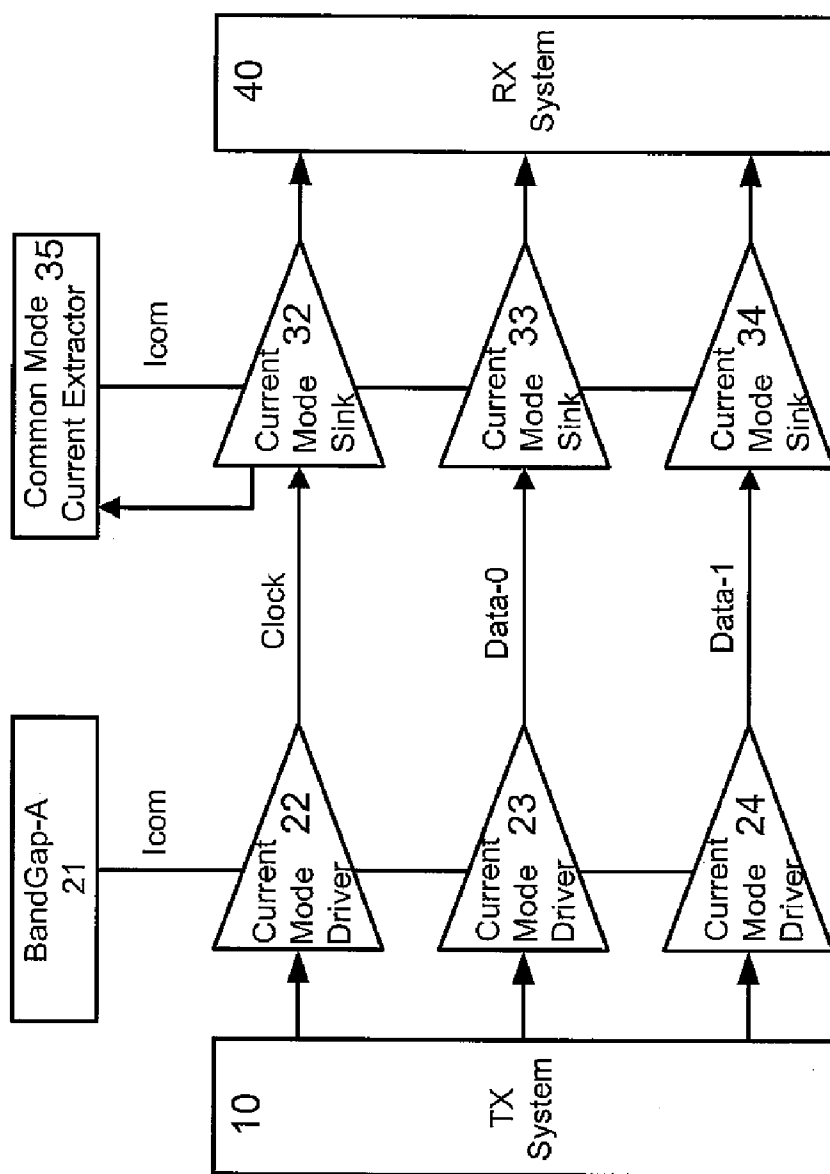 BandGap-A
21
Common Mode
Current Extractor 35
Icom
Icom
10
TX
System
Current
Mode 22
Driver
Clock
Current
Mode 32
Sink
40
RX
System
Current
Mode 23
Driver
Data-0
Current
Mode 33
Sink
Current
Mode 24
Driver
Data-1
Current
Mode 34
Sink